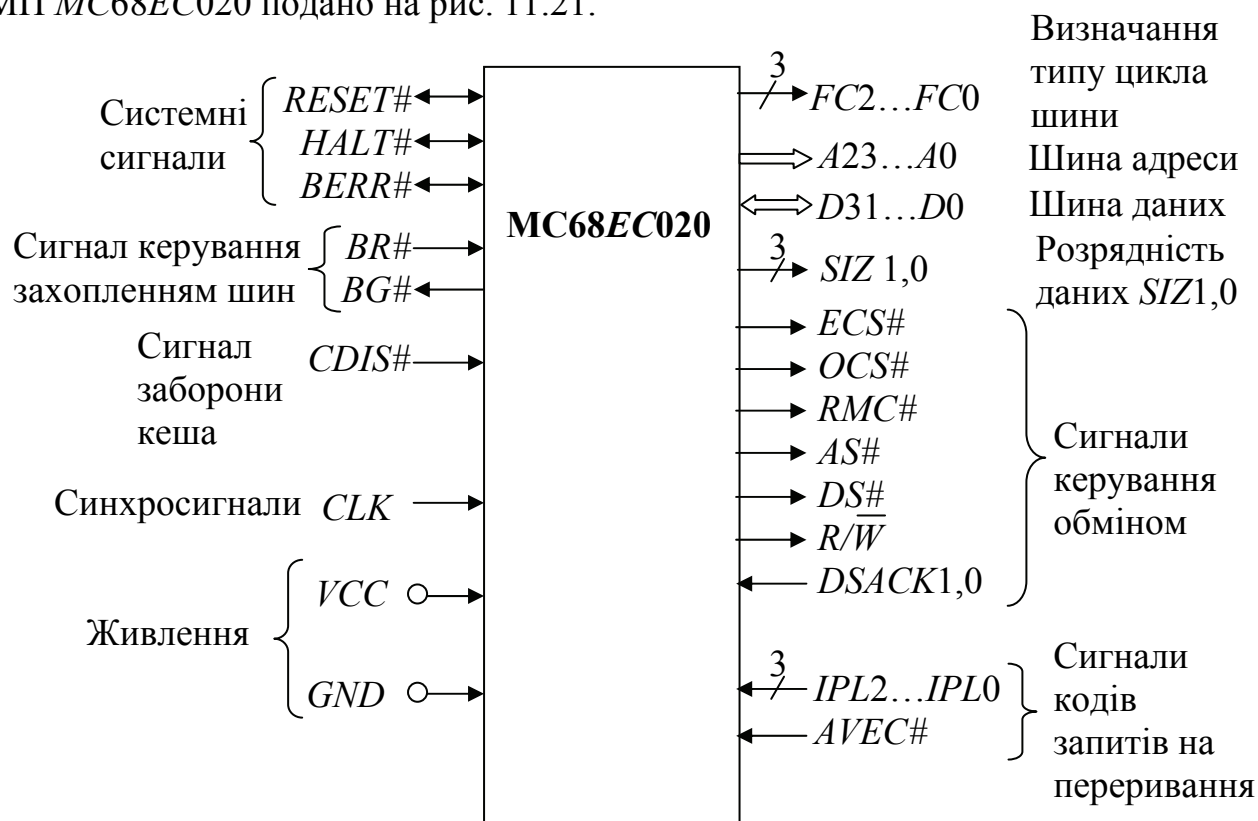 МП MC68EC020 подано на рис. 11.21.
Системні
сигнали
RESET#
HALT#
BERR#
Сигнал керування
захопленням шин
BR#
BG#
Сигнал
заборони
кеша
CDIS#
Синхросигнали CLK
Живлення
VCC
GND
MC68EC020
3
FC2…FC0
Визначання
типу цикла
шини
A23…A0 Шина адреси
D31…D0 Шина даних
3
SIZ 1,0
Розрядність
даних SIZ1,0
ECS#
OCS#
RMC#
AS#
DS#
R/W̅
DSACK1,0
Сигнали
керування
обміном
3
IPL2…IPL0
AVEC#
Сигнали
кодів
запитів на
переривання